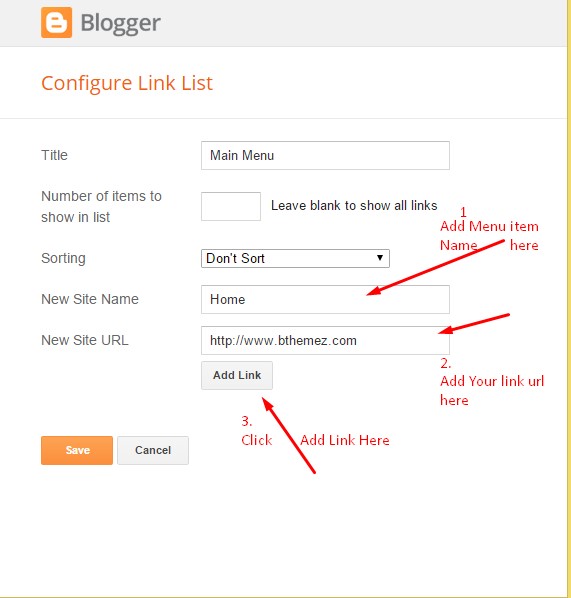 Blogger
Configure Link List
Title
Main Menu
Number of items to
show in list
Leave blank to show all links
1
Add Menu item
Name here
Sorting
Don't Sort
New Site Name
Home
New Site URL
http://www.bthemez.com
2.
Add Your link url
here
Add Link
3.
Click Add Link Here
Save
Cancel